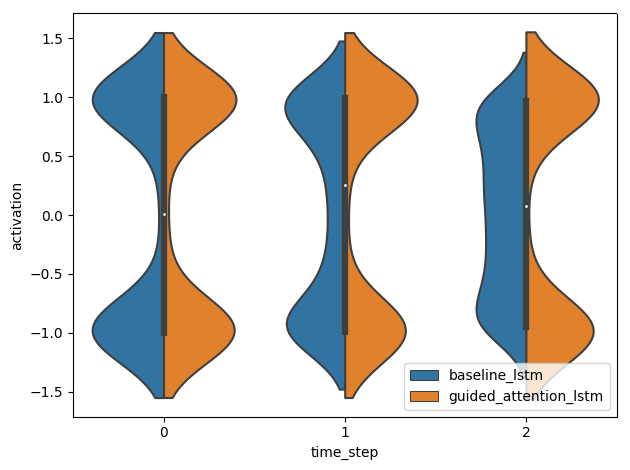 1.5
1.0
0.5
0.0
−0.5
−1.0
−1.5
activation
0 1 2
time_step
baseline_lstm
guided_attention_lstm